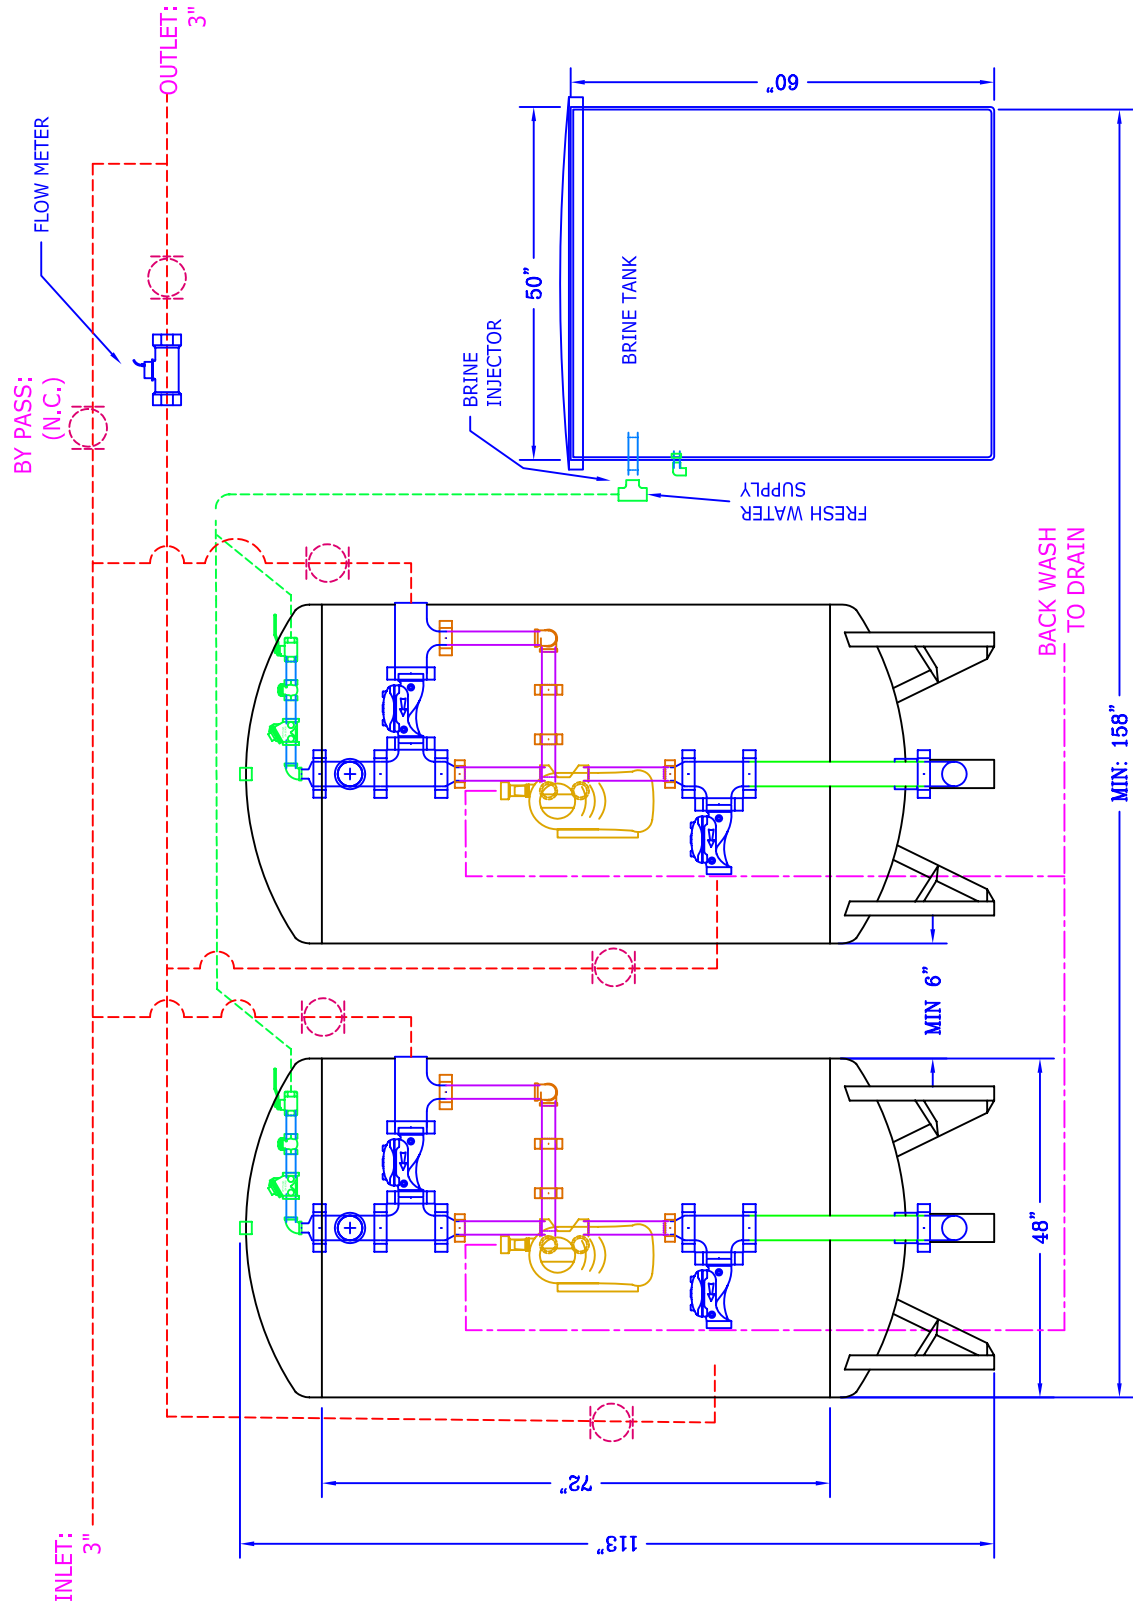 INLET:
3"
BY PASS:
(N.C.)
FLOW METER
OUTLET:
3"
BRINE
INJECTOR
FRESH WATER
SUPPLY
BRINE TANK
50"
60"
BACK WASH
TO DRAIN
MIN 6"
48"
72"
113"
MIN: 158"